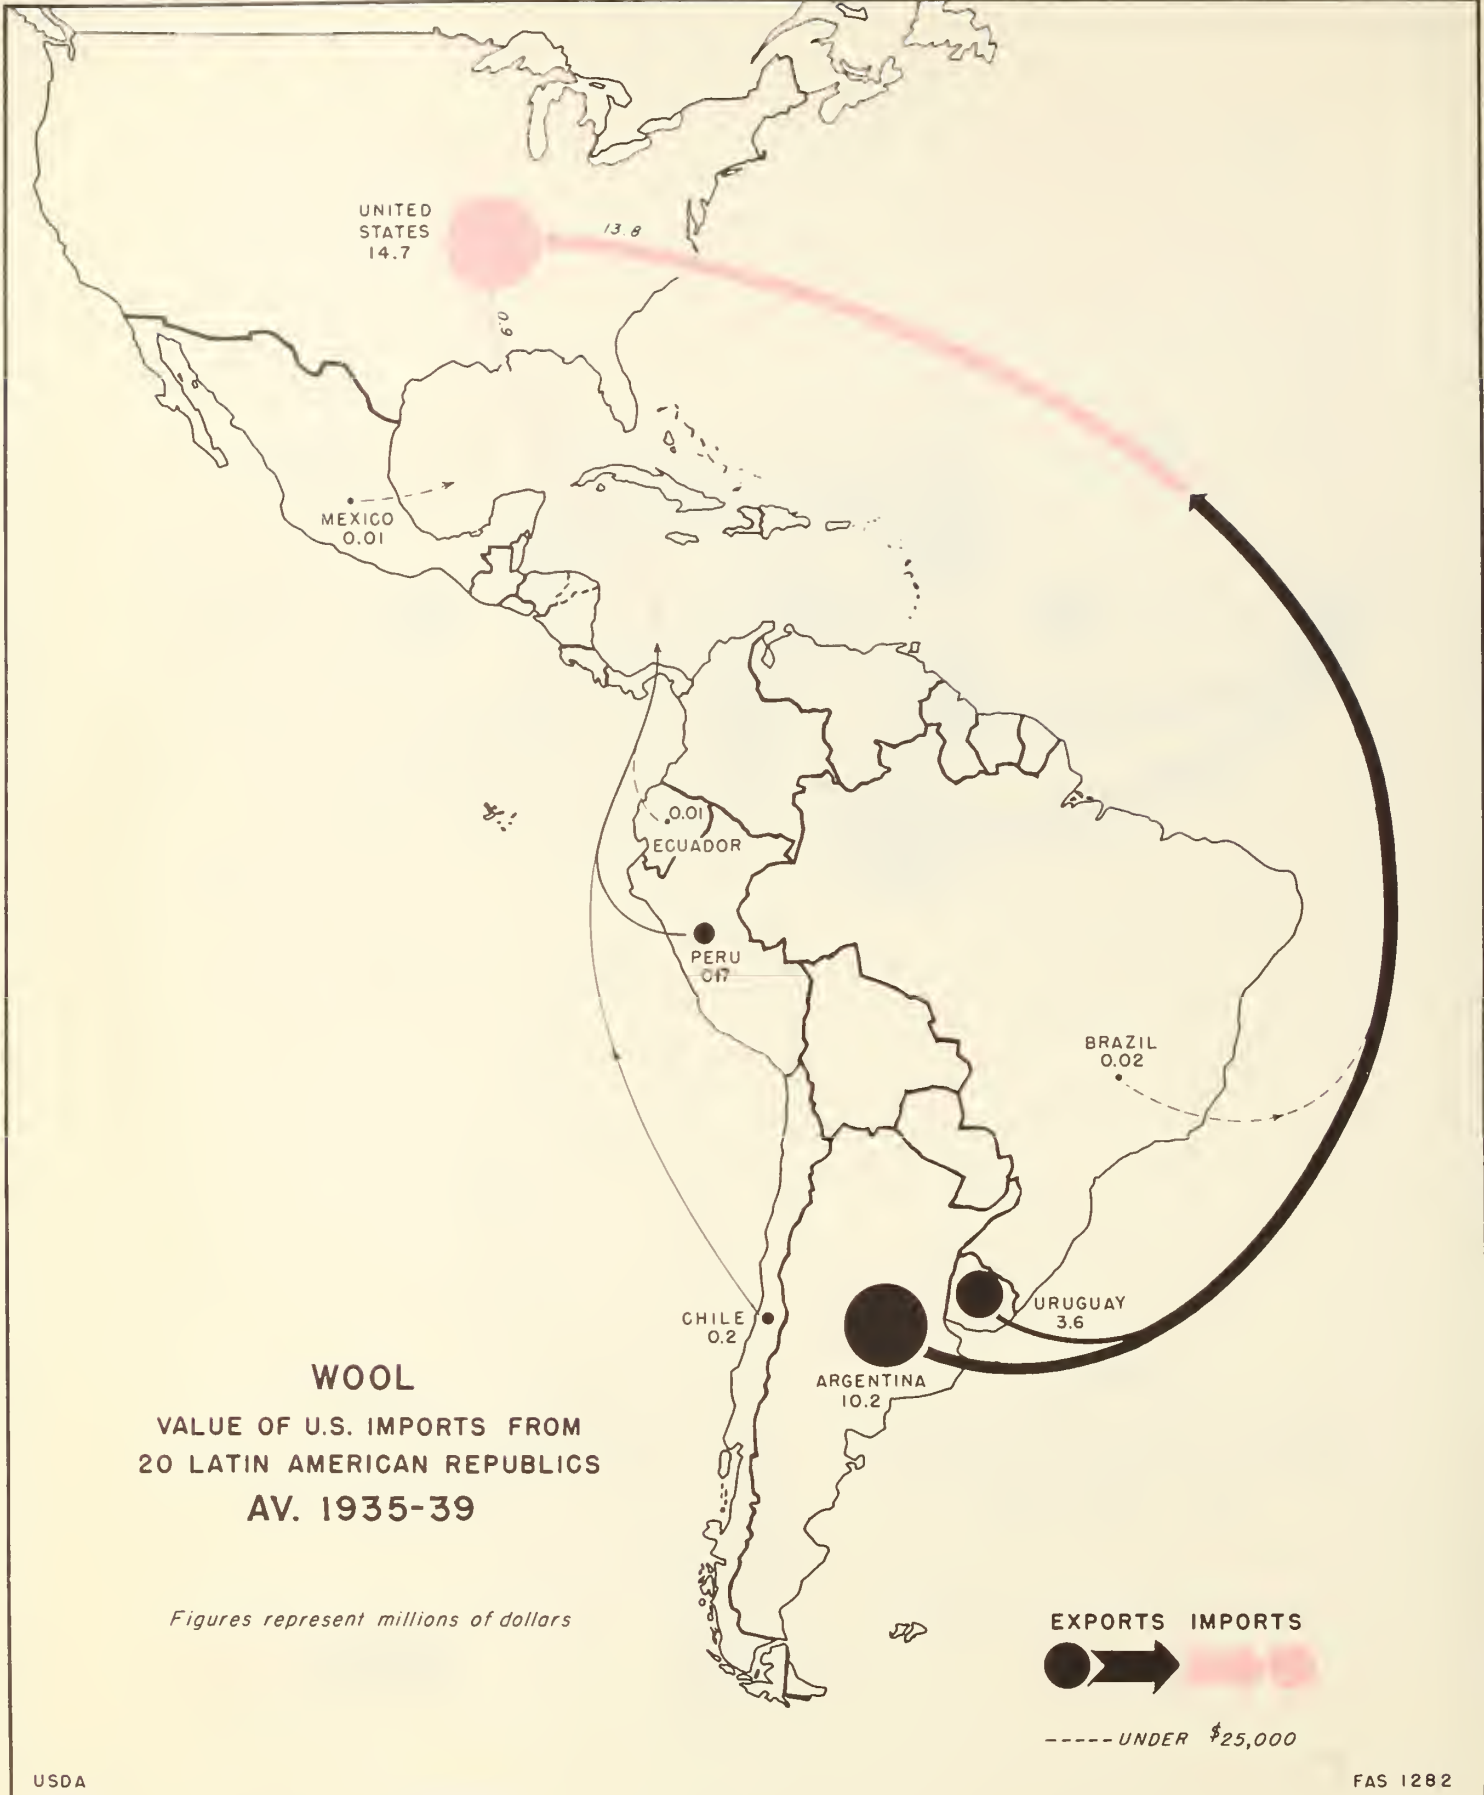 UNITED
STATES
14.7
13.8
0.9
MEXICO
0.01
0.01
ECUADOR
PERU
BRAZIL
0.02
CHILE
0.2
URUGUAY
3.6
ARGENTINA
10.2
WOOL
VALUE OF U.S. IMPORTS FROM
20 LATIN AMERICAN REPUBLICS
AV. 1935-39
Figures represent millions of dollars
EXPORTS IMPORTS
----- UNDER $25,000
USDA
FAS 1282